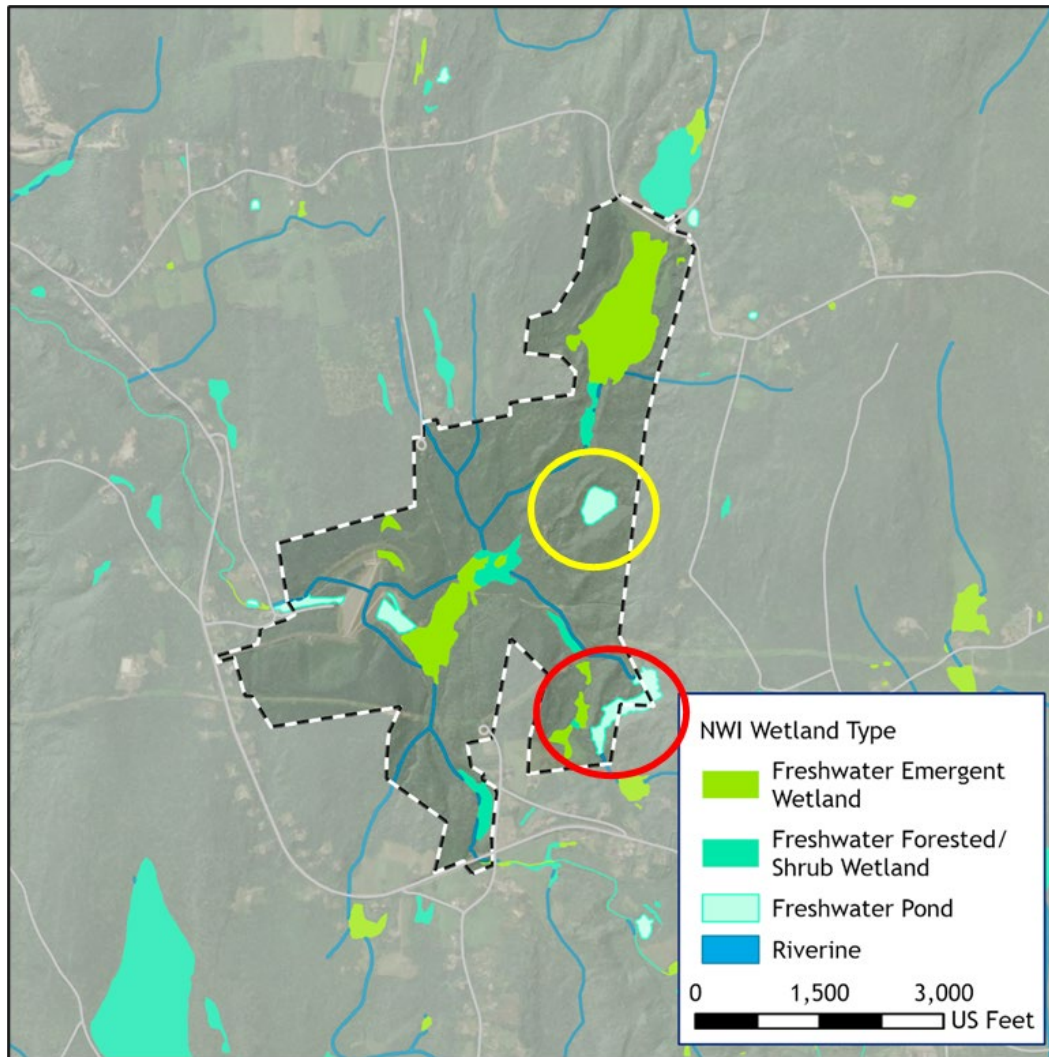 NWI Wetland Type
Freshwater Emergent
Wetland
Freshwater Forested/
Shrub Wetland
Freshwater Pond
Riverine
0 1,500 3,000
US Feet